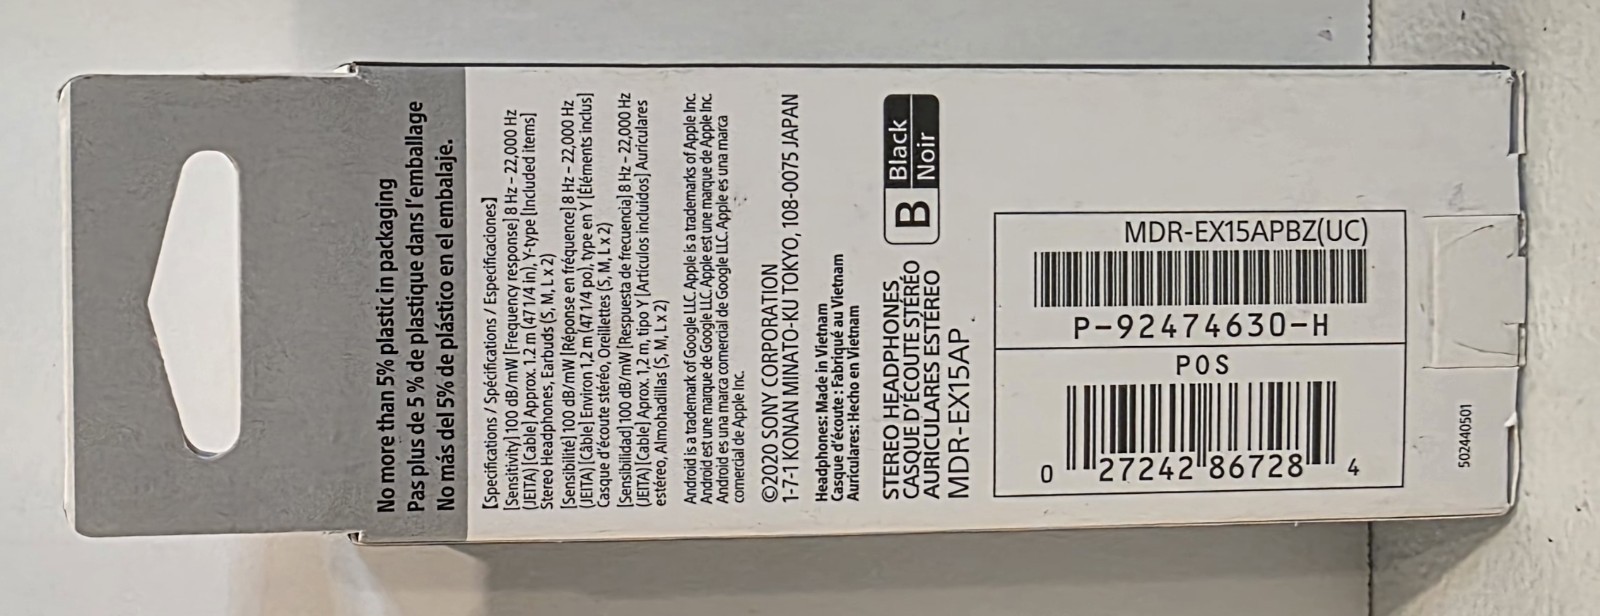 No more than 5% plastic in packaging
Pas plus de 5 % de plastique dans l'emballage
No más del 5% de plástico en el embalaje.
[Specifications / Spécifications / Especificaciones]
[Sensitivity] 100 dB/mW [Frequency response] 8 Hz – 22,000 Hz
(JEITA) [Cable] Approx. 1.2 m (47 1/4 in), Y-type [Included items]
Stereo Headphones, Earbuds (S, M, L x 2)
[Sensibilité] 100 dB/mW [Réponse en fréquence] 8 Hz – 22,000 Hz
(JEITA) [Câble] Environ 1,2 m (47 1/4 po), type en Y [Éléments inclus]
Casque d'écoute stéréo, Oreillettes (S, M, L x 2)
[Sensibilidad] 100 dB/mW [Respuesta de frecuencia] 8 Hz – 22,000 Hz
(JEITA) [Cable] Aprox. 1,2 m, tipo Y [Artículos incluidos] Auriculares
estéreo, Almohadillas (S, M, L x 2)
Android is a trademark of Google LLC. Apple is a trademarks of Apple Inc.
Android est une marque de Google LLC. Apple est une marque de Apple Inc.
Android es una marca comercial de Google LLC. Apple es una marca
comercial de Apple Inc.
©2020 SONY CORPORATION
1-7-1 KONAN MINATO-KU TOKYO, 108-0075 JAPAN
Headphones: Made in Vietnam
Casque d'écoute : Fabriqué au Vietnam
Auriculares: Hecho en Vietnam
STEREO HEADPHONES
CASQUE D'ÉCOUTE STÉRÉO
AURICULARES ESTÉREO
MDR-EX15AP
B Black
Noir
MDR-EX15APBZ(UC)
P-92474630-H
POS
0 27242 86728 4
502440501